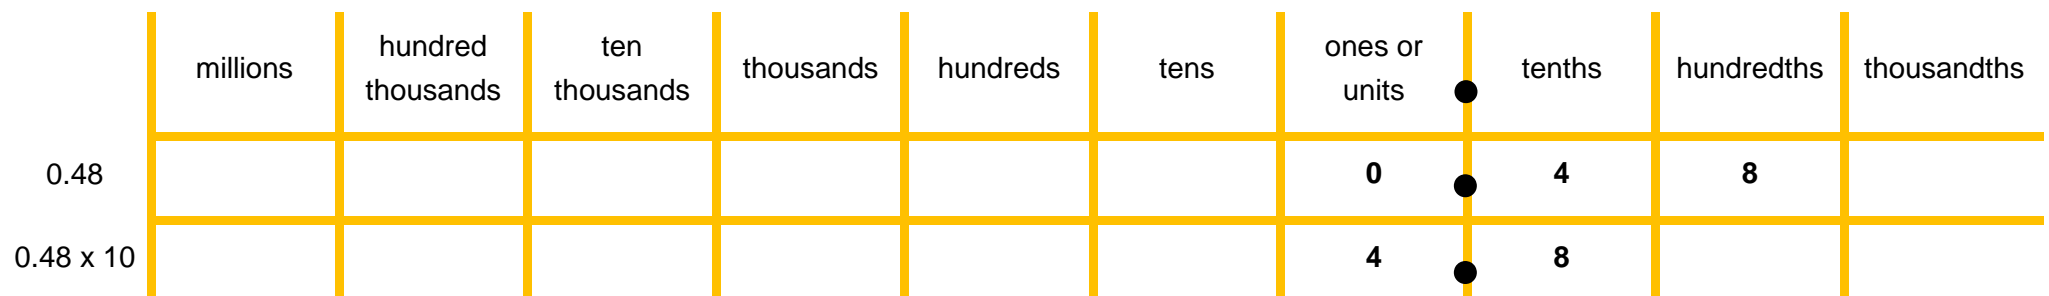 millions
hundred
thousands
ten
thousands
thousands
hundreds
tens
ones or
units
tenths
hundredths
thousandths
0.48
0
4
8
0.48 x 10
4
8